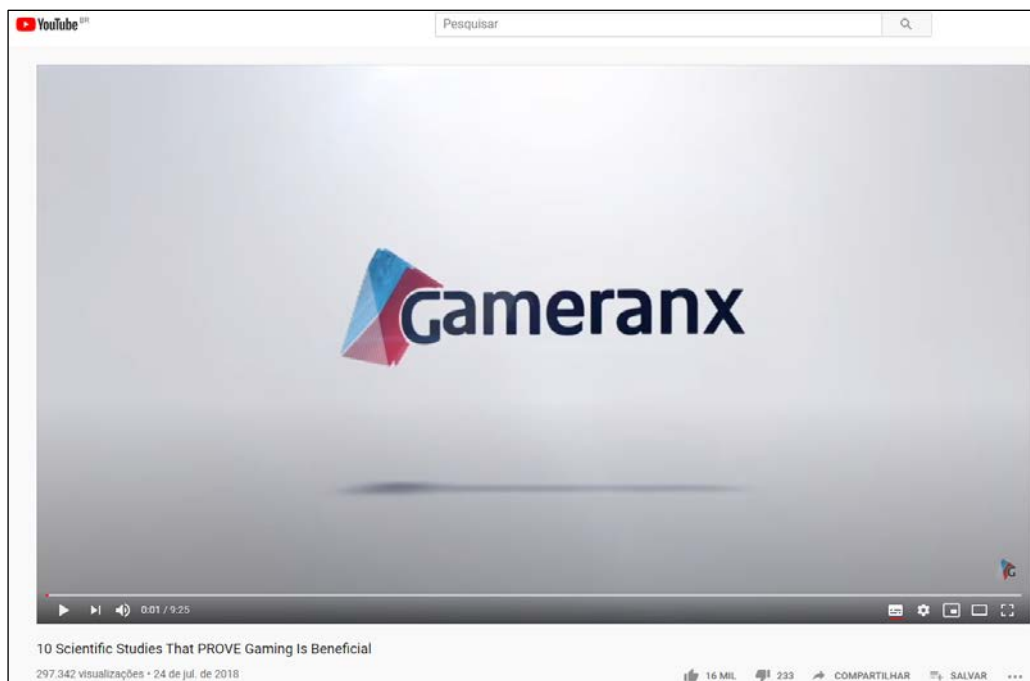 YouTube BR
Pesquisar
Gameranx
G
0:01 / 9:25
10 Scientific Studies That PROVE Gaming Is Beneficial
297.342 visualizações • 24 de jul. de 2018
16 MIL 233 COMPARTILHAR SALVAR